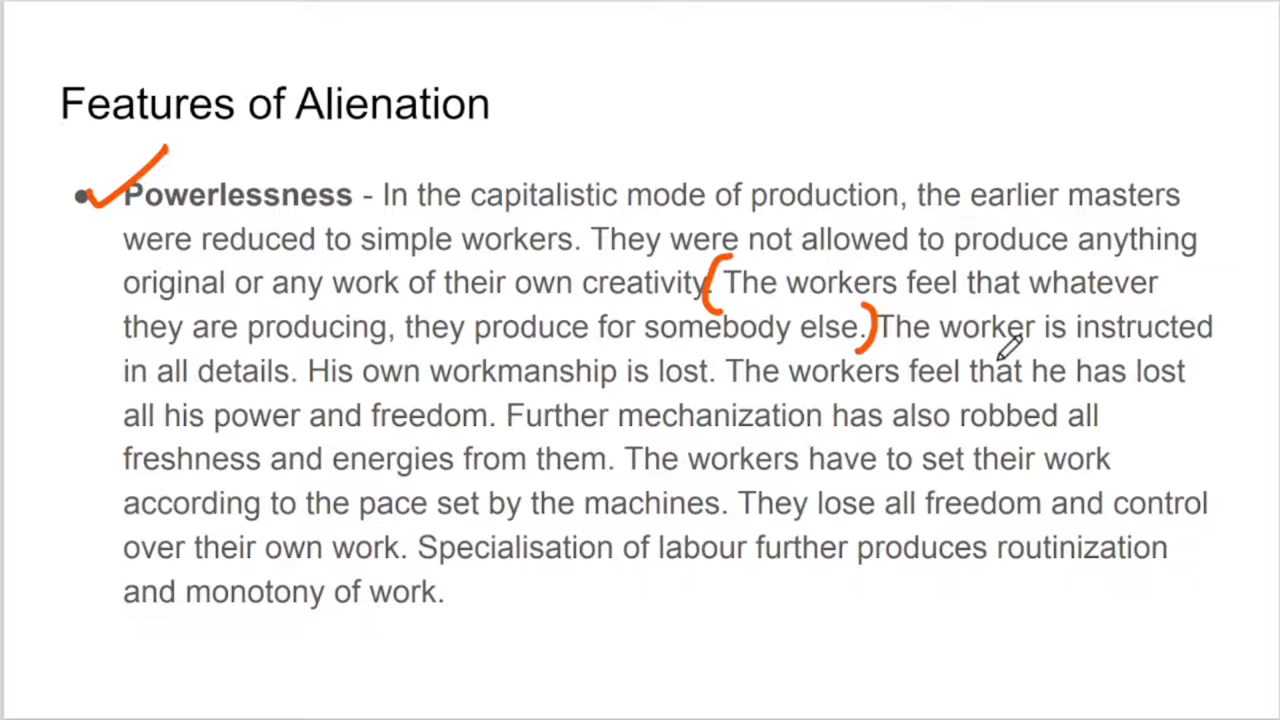 Features of Alienation
● Powerlessness - In the capitalistic mode of production, the earlier masters
were reduced to simple workers. They were not allowed to produce anything
original or any work of their own creativity. The workers feel that whatever
they are producing, they produce for somebody else. The worker is instructed
in all details. His own workmanship is lost. The workers feel that he has lost
all his power and freedom. Further mechanization has also robbed all
freshness and energies from them. The workers have to set their work
according to the pace set by the machines. They lose all freedom and control
over their own work. Specialisation of labour further produces routinization
and monotony of work.